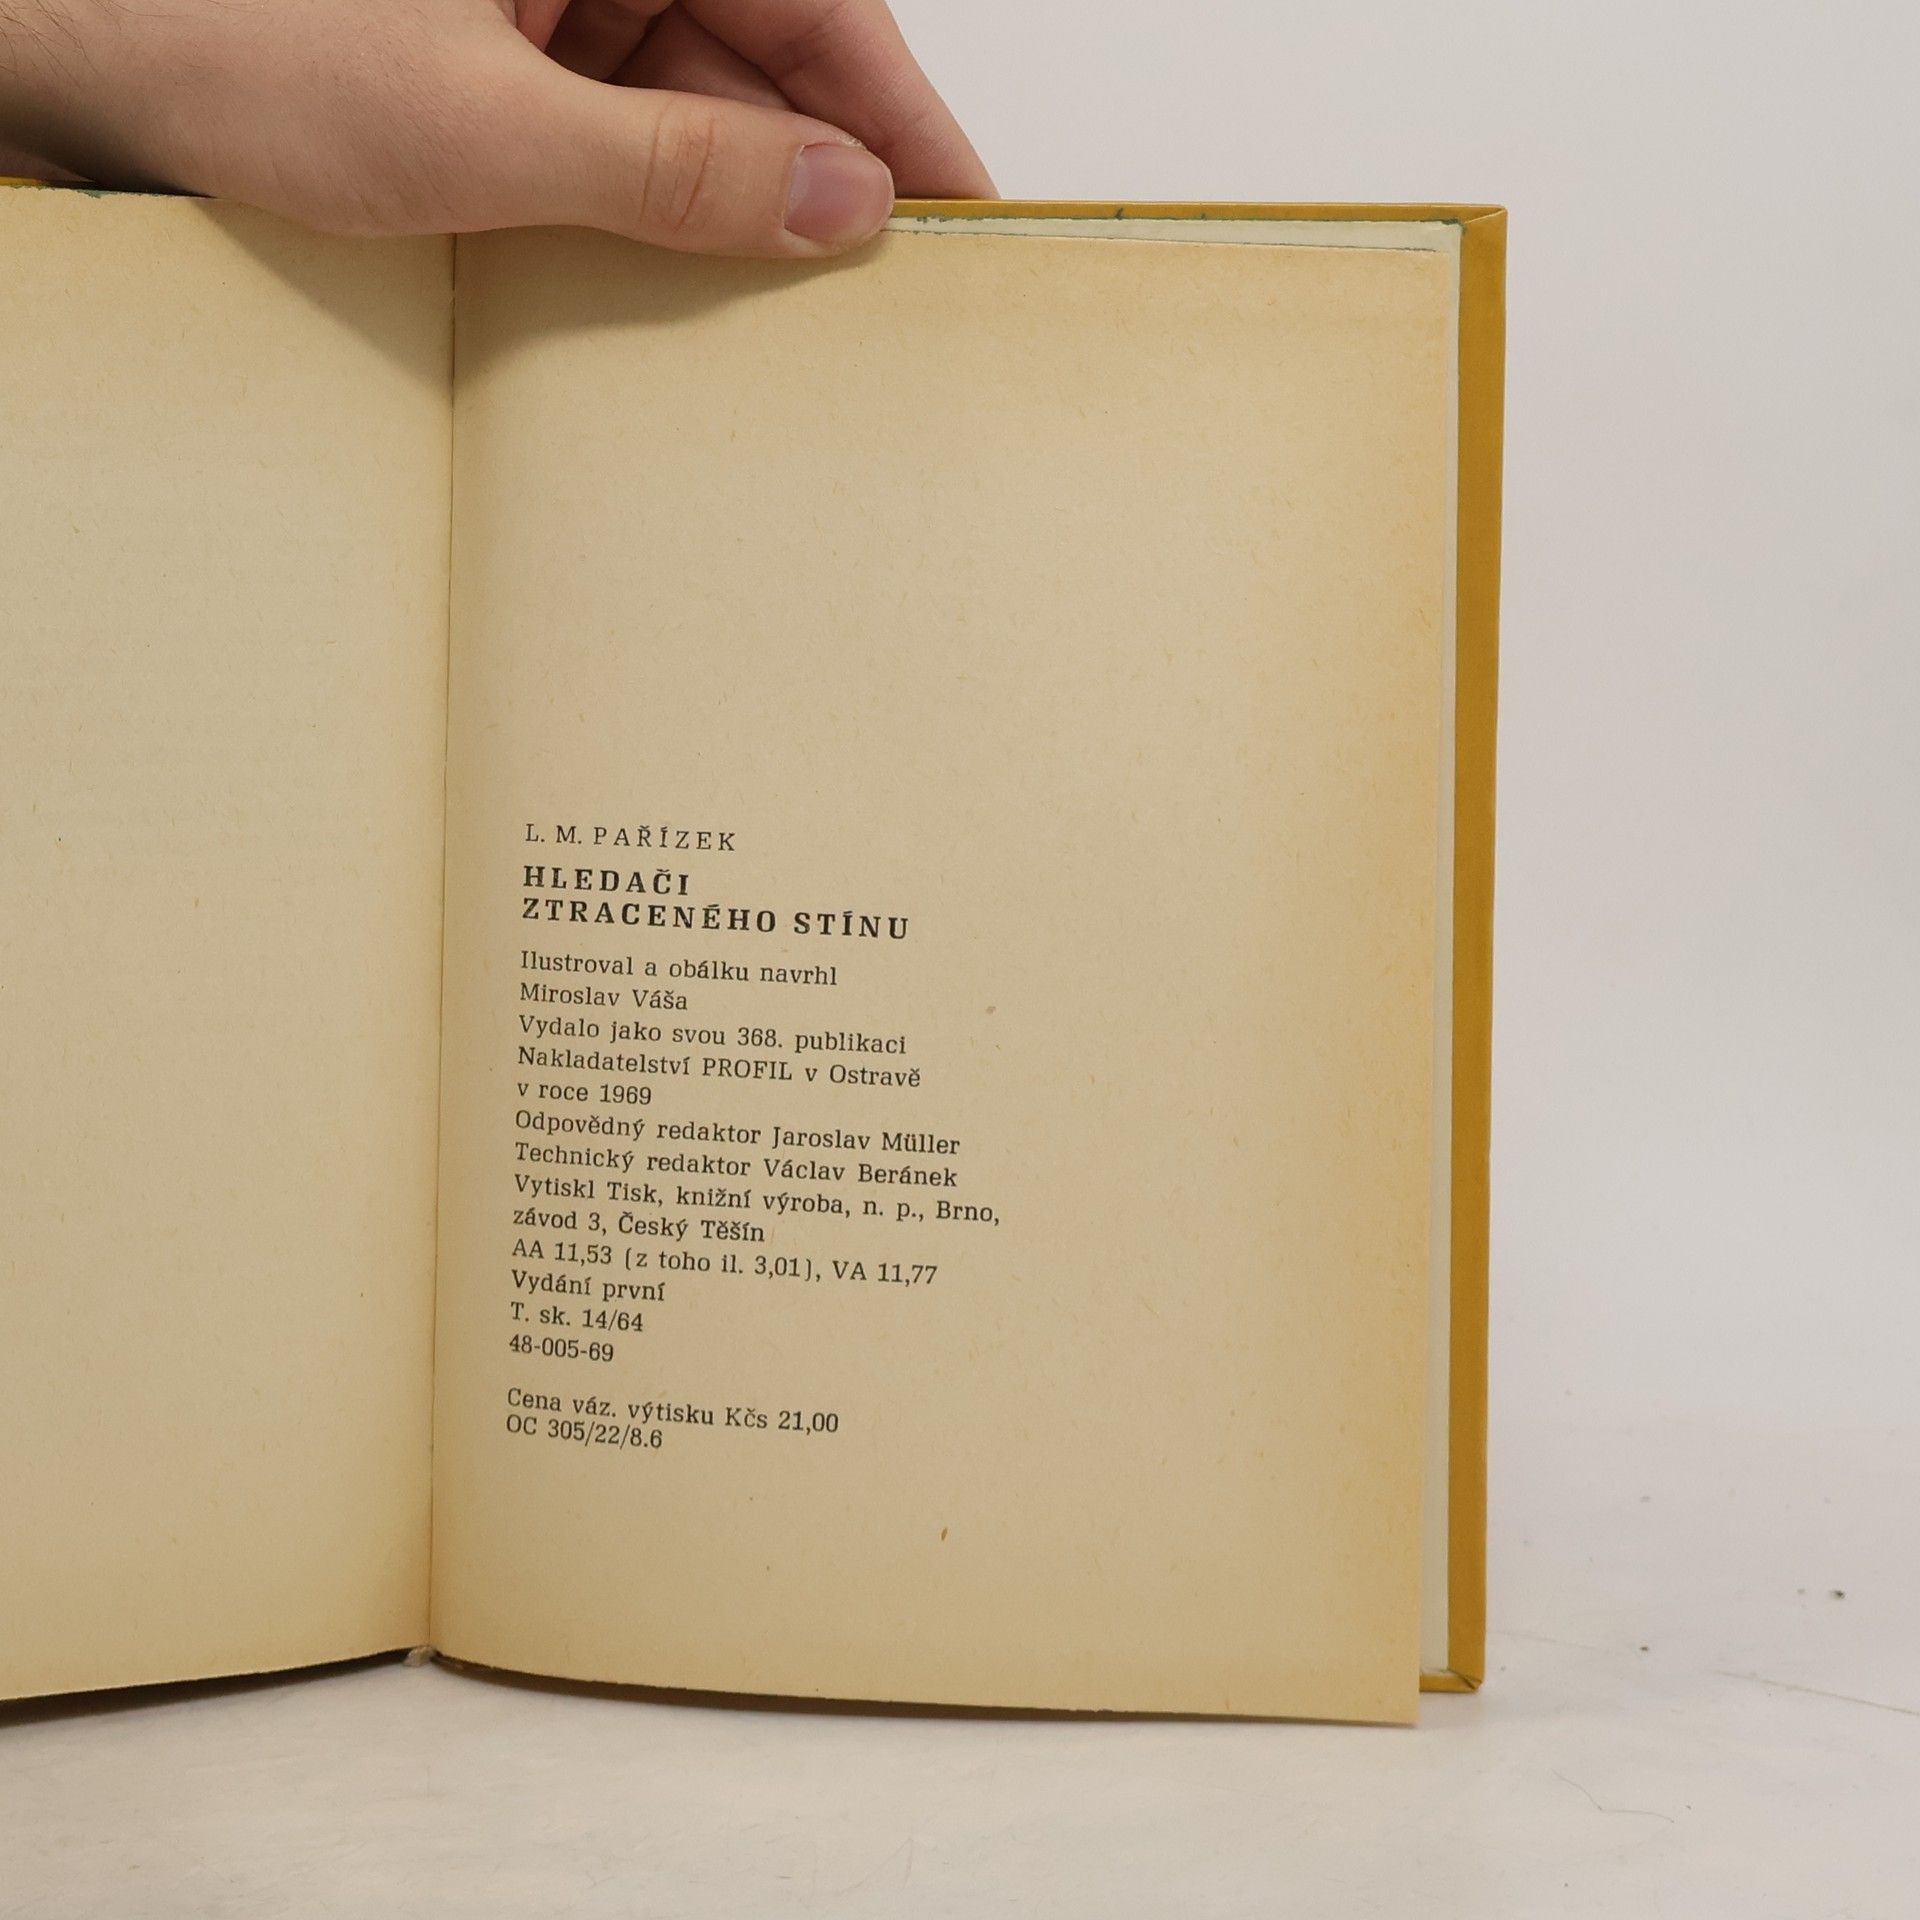 L. M. PAŘÍZEK
HLEDAČI
ZTRACENÉHO STÍNU
Ilustroval a obálku navrhl
Miroslav Váša
Vydalo jako svou 368. publikaci
Nakladatelství PROFIL v Ostravě
v roce 1969
Odpovědný redaktor Jaroslav Müller
Technický redaktor Václav Beránek
Vytiskl Tisk, knižní výroba, n. p., Brno,
závod 3, Český Těšín
AA 11,53 (z toho il. 3,01), VA 11,77
Vydání první
T. sk. 14/64
48-005-69
Cena váz. výtisku Kčs 21,00
OC 305/22/8.6